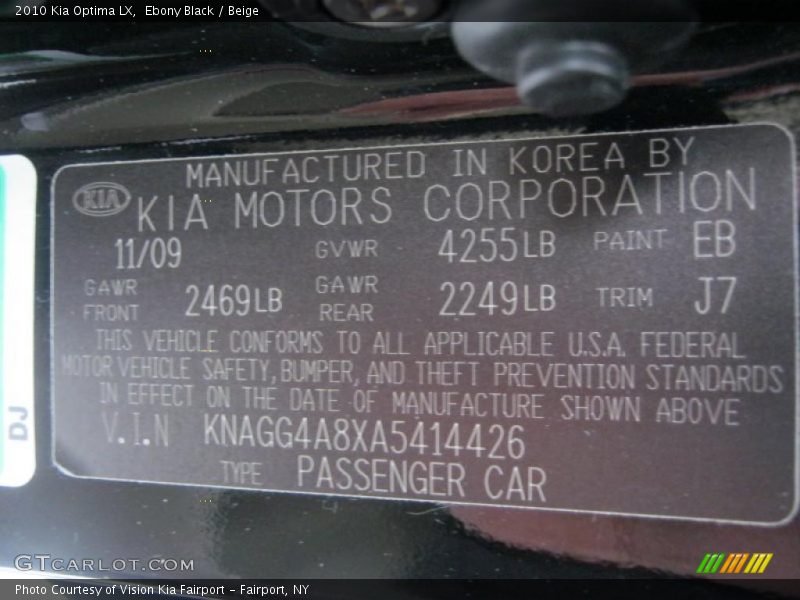 2010 Kia Optima LX, Ebony Black / Beige
MANUFACTURED IN KOREA BY
KIA KIA MOTORS CORPORATION
11/09 GVWR 4255LB PAINT EB
GAWR FRONT 2469LB GAWR REAR 2249LB TRIM J7
THIS VEHICLE CONFORMS TO ALL APPLICABLE U.S.A. FEDERAL
MOTOR VEHICLE SAFETY, BUMPER, AND THEFT PREVENTION STANDARDS
IN EFFECT ON THE DATE OF MANUFACTURE SHOWN ABOVE
V.I.N KNAGG4A8XA5414426
TYPE PASSENGER CAR
DJ
GTCARLOT.COM
Photo Courtesy of Vision Kia Fairport - Fairport, NY